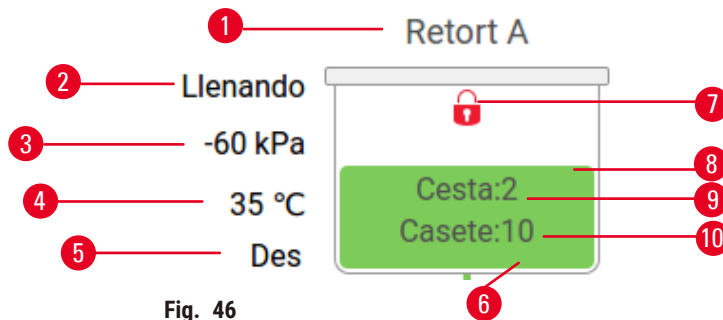 1 Retort A
2 Llenando
7
3 -60 kPa
8
Cesta:2 9
4 35 °C
Casete:10 10
5 Des
6
Fig. 46